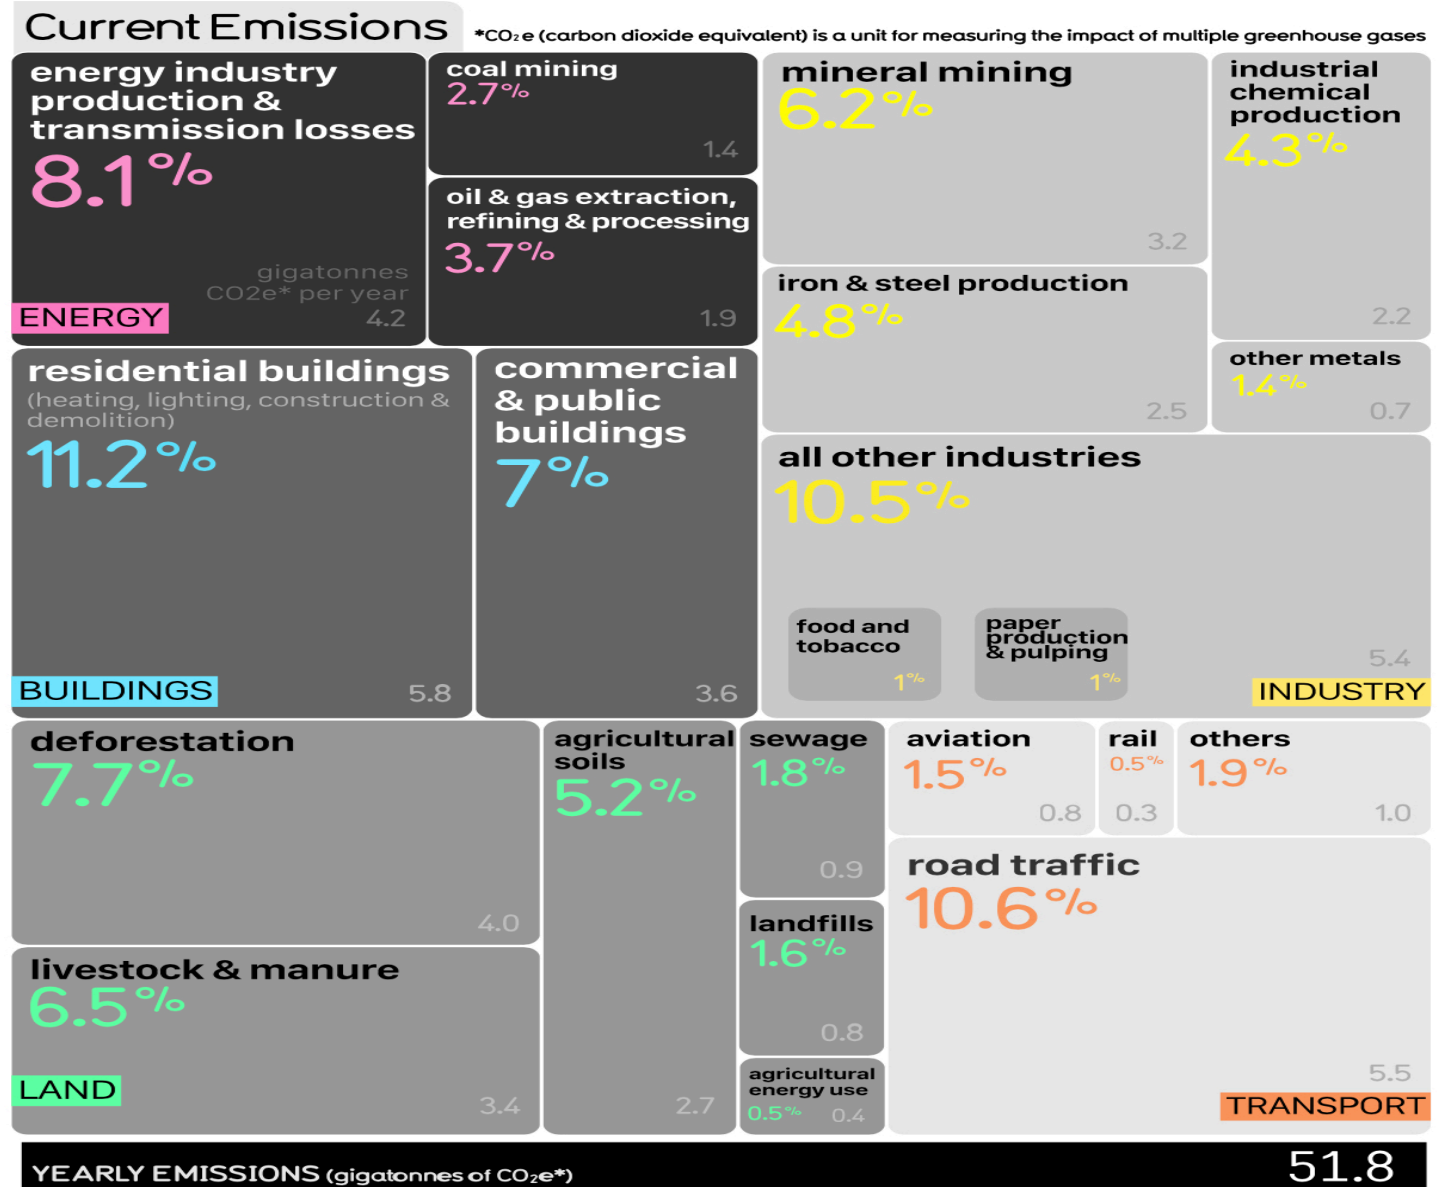 Current Emissions
*CO₂e (carbon dioxide equivalent) is a unit for measuring the impact of multiple greenhouse gases
energy industry
production &
transmission losses
8.1%
gigatonnes
CO2e* per year
4.2
ENERGY
coal mining
2.7%
1.4
oil & gas extraction,
refining & processing
3.7%
1.9
mineral mining
6.2%
3.2
industrial
chemical
production
4.3%
2.2
iron & steel production
4.8%
2.5
other metals
1.4%
0.7
residential buildings
(heating, lighting, construction &
demolition)
11.2%
5.8
BUILDINGS
commercial
& public
buildings
7%
3.6
all other industries
10.5%
food and
tobacco
1%
paper
production
& pulping
1%
5.4
INDUSTRY
deforestation
7.7%
4.0
livestock & manure
6.5%
3.4
LAND
agricultural
soils
5.2%
2.7
sewage
1.8%
0.9
landfills
1.6%
0.8
agricultural
energy use
0.5% 0.4
aviation
1.5%
0.8
rail
0.5%
0.3
others
1.9%
1.0
road traffic
10.6%
5.5
TRANSPORT
YEARLY EMISSIONS (gigatonnes of CO₂e*) 51.8